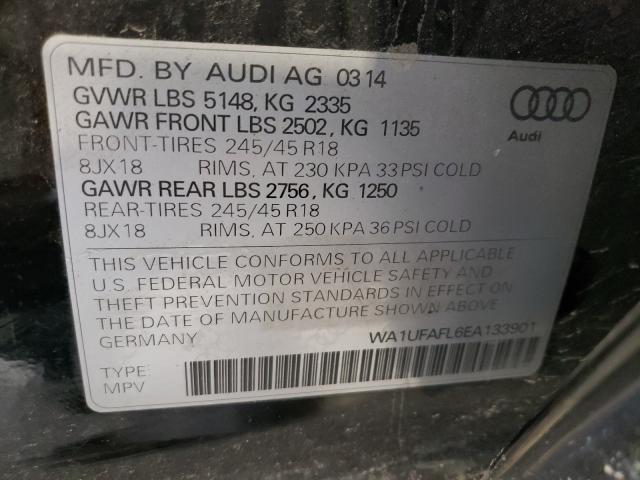 MFD. BY AUDI AG 03 14
GVWR LBS 5148, KG 2335
GAWR FRONT LBS 2502, KG 1135
FRONT-TIRES 245/45 R18
8JX18 RIMS, AT 230 KPA 33 PSI COLD
GAWR REAR LBS 2756, KG 1250
REAR-TIRES 245/45 R18
8JX18 RIMS, AT 250 KPA 36 PSI COLD
Audi
THIS VEHICLE CONFORMS TO ALL APPLICABLE
U.S. FEDERAL MOTOR VEHICLE SAFETY AND
THEFT PREVENTION STANDARDS IN EFFECT ON
THE DATE OF MANUFACTURE SHOWN ABOVE
GERMANY WA1UFAFL6EA133901
TYPE:
MPV